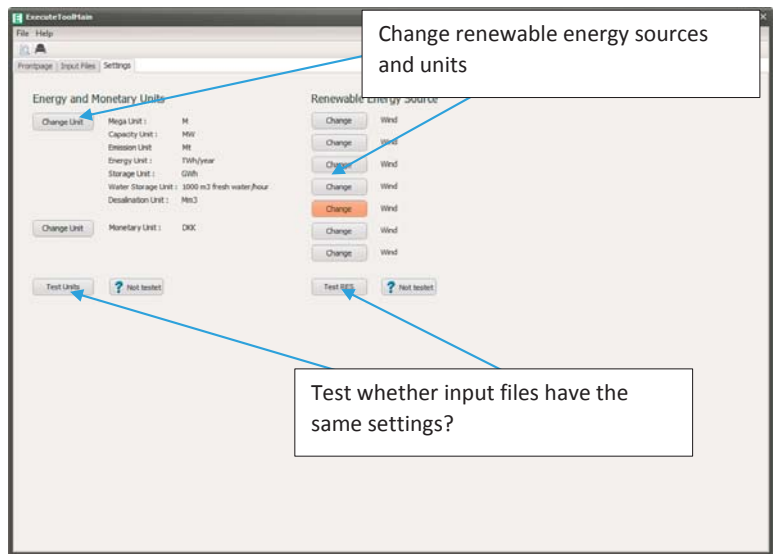 ExecuteToolMain
File Help
Frontpage Input Files Settings
Change renewable energy sources
and units
Energy and Monetary Units
Change Unit Mega Unit : M
Capacity Unit : MW
Emission Unit Mt
Energy Unit : TWh/year
Storage Unit : GWh
Water Storage Unit : 1000 m3 fresh water/hour
Desalination Unit : Mm3
Change Unit Monetary Unit : DKK
Test Units ? Not testet
Renewable Energy Source
Change Wind
Change Wind
Change Wind
Change Wind
Change Wind
Change Wind
Change Wind
Test RES ? Not testet
Test whether input files have the
same settings?